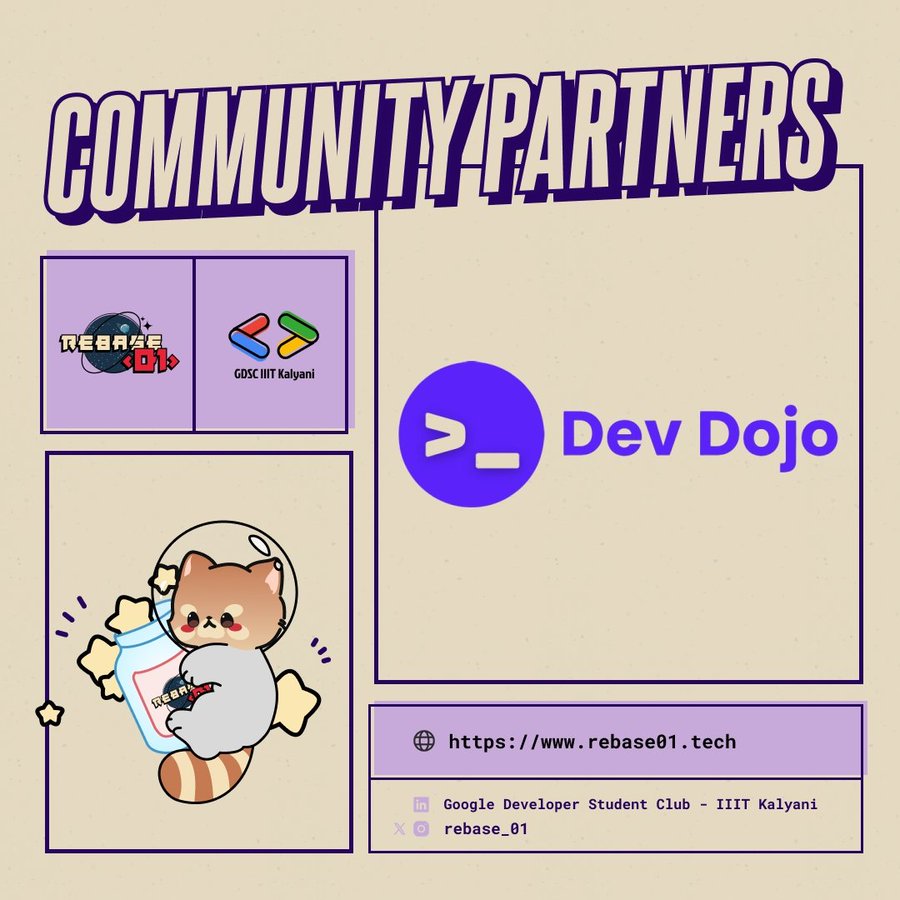 COMMUNITY PARTNERS
REBASE
<01>
GDSC IIIT Kalyani
>_ Dev Dojo
REBASE
https://www.rebase01.tech
Google Developer Student Club - IIIT Kalyani
rebase_01